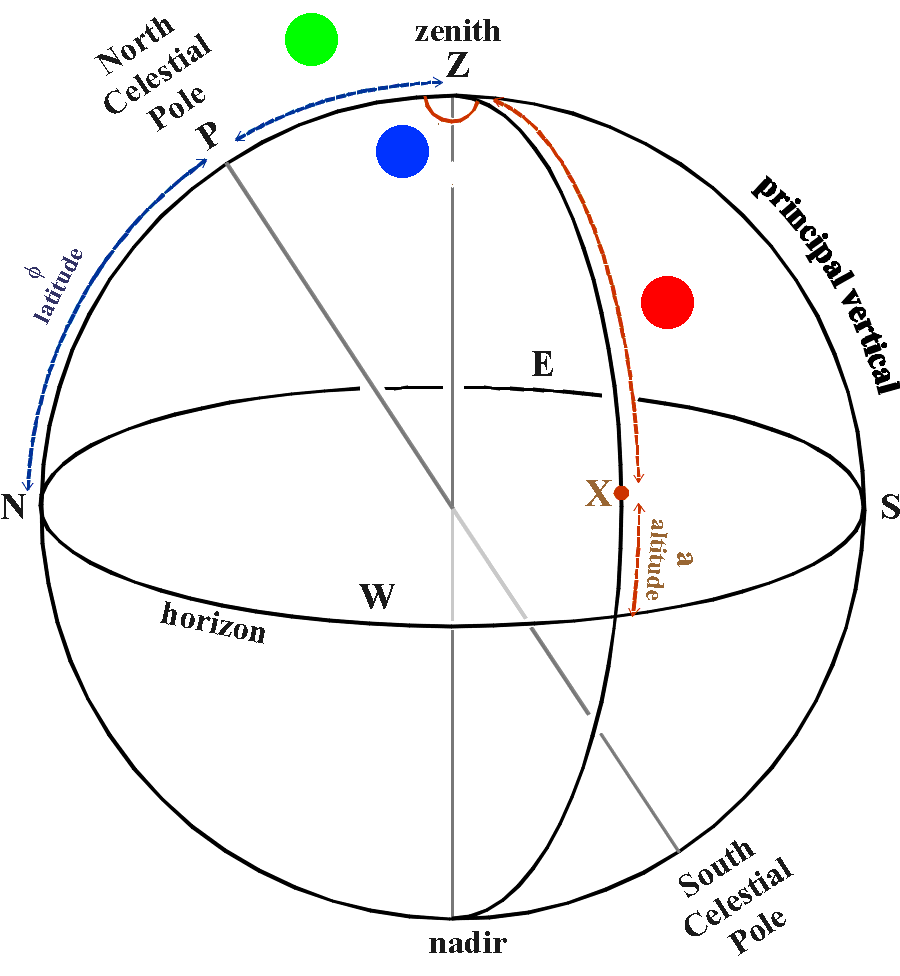 North
Celestial
Pole
zenith
Z
P
principal vertical
ϕ
latitude
E
N
X
S
a
altitude
W
horizon
South
Celestial
Pole
nadir